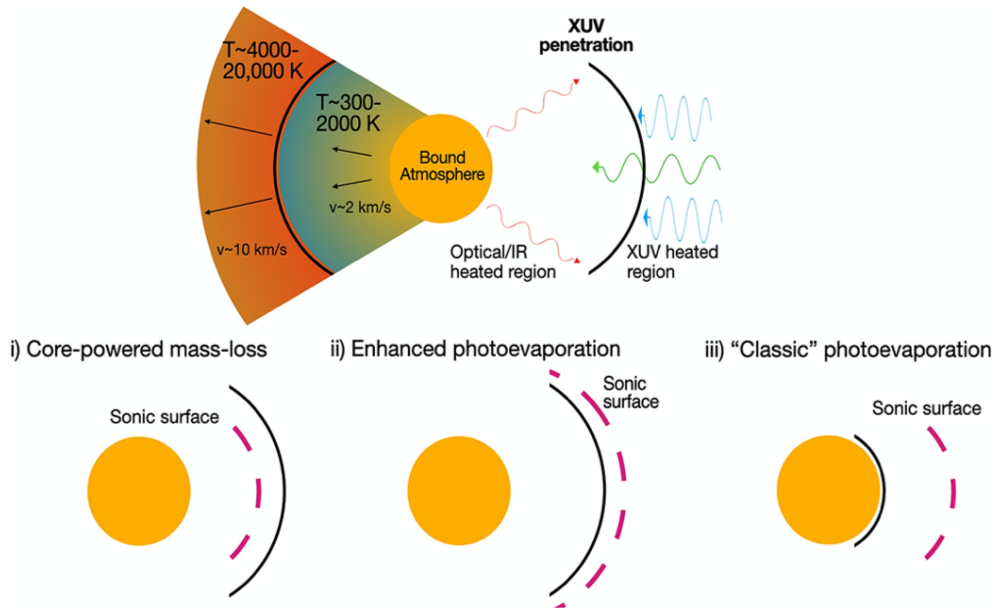 XUV
penetration
T~4000-
20,000 K
T~300-
2000 K
Bound
Atmosphere
v~2 km/s
v~10 km/s
Optical/IR
heated region
XUV heated
region
i) Core-powered mass-loss
ii) Enhanced photoevaporation
iii) “Classic” photoevaporation
Sonic surface
Sonic
surface
Sonic surface